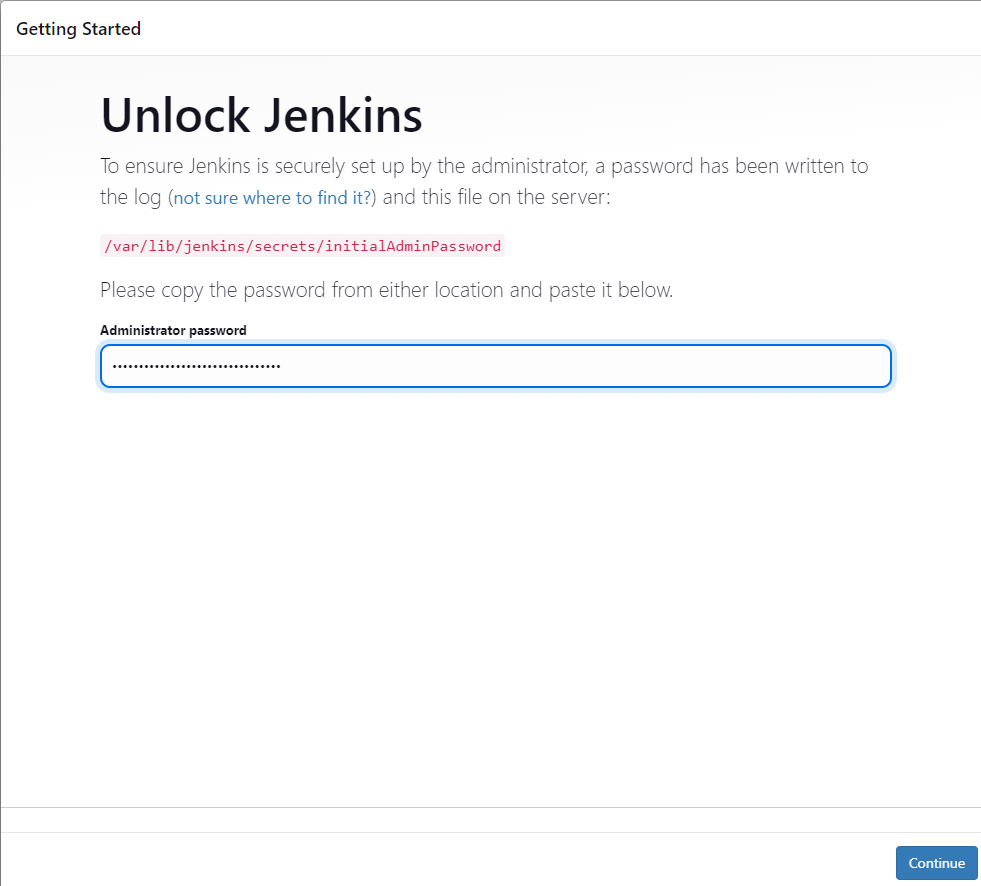 Getting Started
Unlock Jenkins
To ensure Jenkins is securely set up by the administrator, a password has been written to
the log (not sure where to find it?) and this file on the server:
/var/lib/jenkins/secrets/initialAdminPassword
Please copy the password from either location and paste it below.
Administrator password
••••••••••••••••••••••••••••••••
Continue